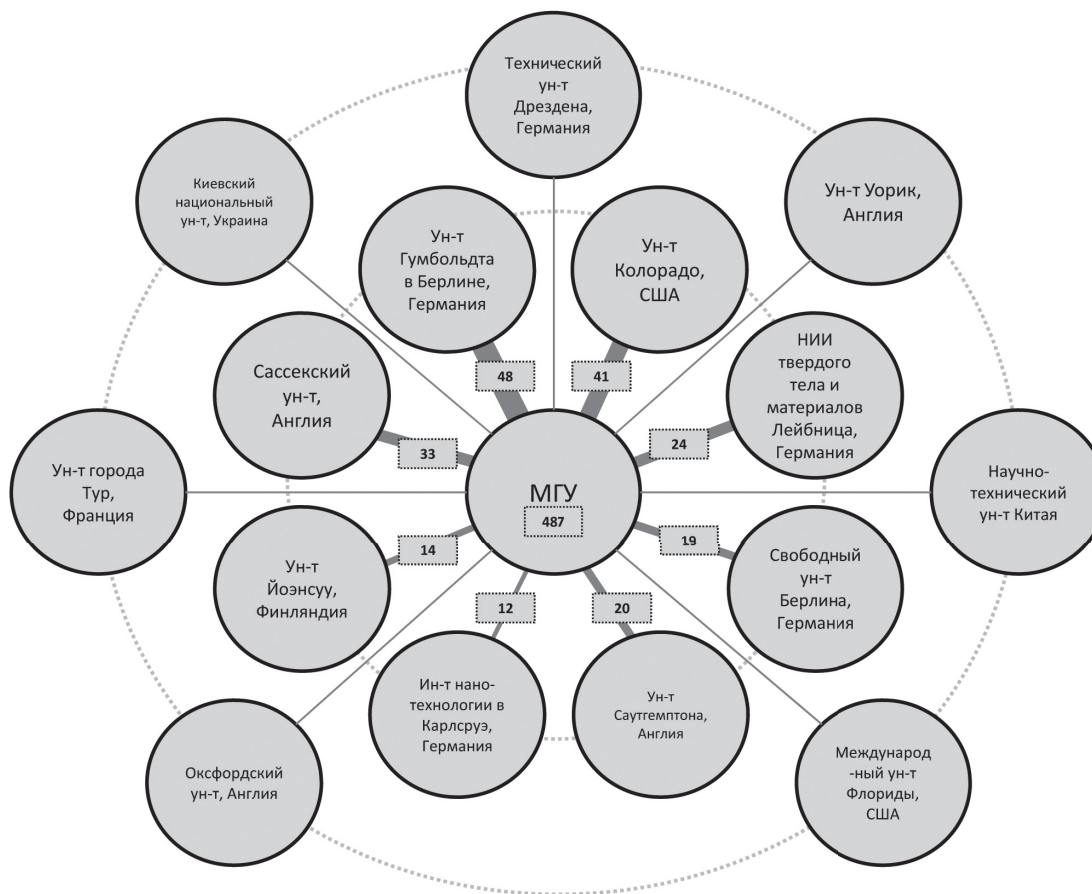 Технический
ун-т
Дрездена,
Германия
Киевский
национальный
ун-т, Украина
Ун-т Уорик,
Англия
Ун-т
Гумбольдта
в Берлине,
Германия
Ун-т
Колорадо,
США
Сассекский
ун-т,
Англия
НИИ
твердого
тела и
материалов
Лейбница,
Германия
48
41
33
24
Ун-т города
Тур,
Франция
МГУ
487
Научно-
технический
ун-т Китая
14
19
12
20
Ун-т
Йоэнсуу,
Финляндия
Свободный
ун-т
Берлина,
Германия
Ин-т нано-
технологии в
Карлсруэ,
Германия
Ун-т
Саутгемптона,
Англия
Оксфордский
ун-т, Англия
Международ
-ный ун-т
Флориды,
США